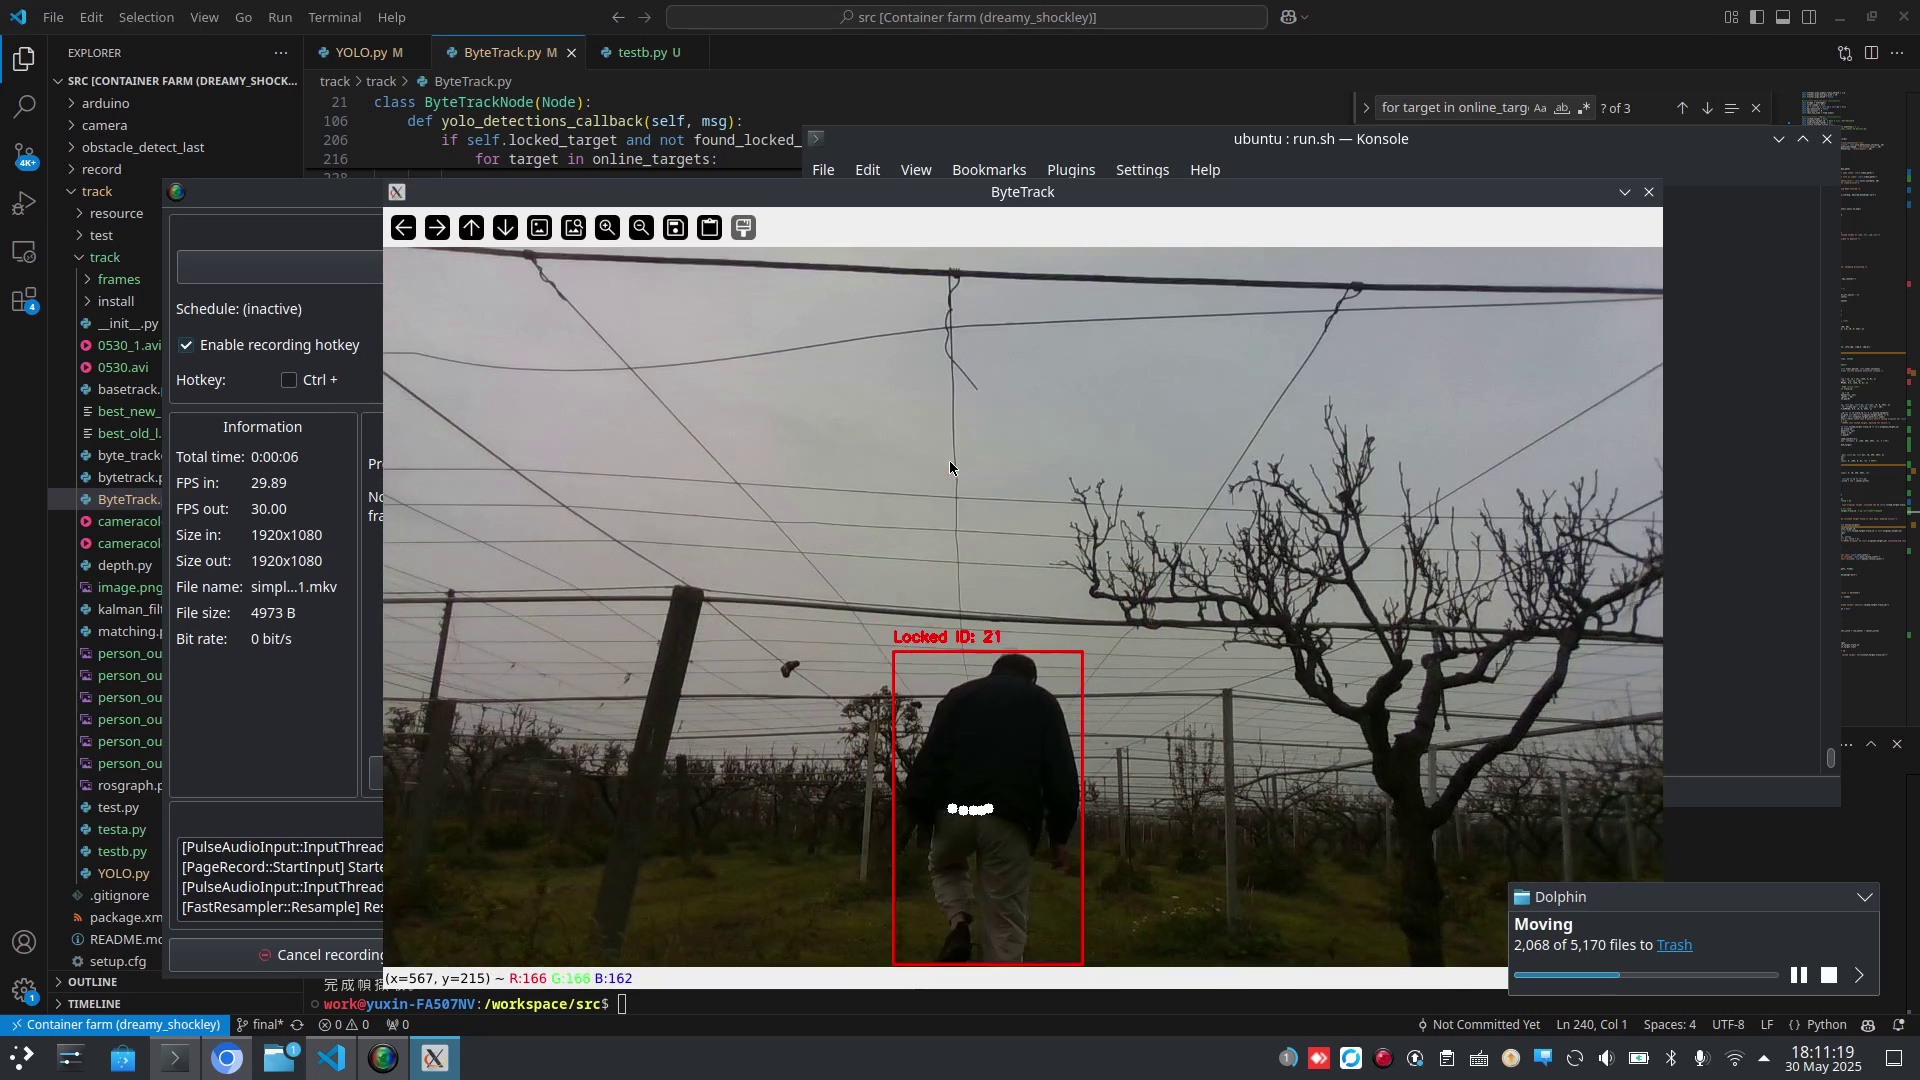 File Edit Selection View Go Run Terminal Help
src [Container farm (dreamy_shockley)]
EXPLORER
SRC [CONTAINER FARM (DREAMY_SHOCK...
arduino
camera
obstacle_detect_last
record
track
resource
test
track
frames
install
__init__.py
0530_1.avi
0530.avi
basetrack.
best_new_
best_old_l.
byte_track
bytetrack.p
ByteTrack.
cameracol
cameracol
depth.py
image.png
kalman_filt
matching.p
person_ou
person_ou
person_ou
person_ou
person_ou
person_ou
rosgraph.p
test.py
testa.py
testb.py
YOLO.py
.gitignore
package.xm
README.md
setup.cfg
OUTLINE
TIMELINE
4K+
4
1
YOLO.py M
ByteTrack.py M
testb.py U
track > track > ByteTrack.py
21 class ByteTrackNode(Node):
106 def yolo_detections_callback(self, msg):
206 if self.locked_target and not found_locked_
216 for target in online_targets:
for target in online_targ
Aa ab
? of 3
ubuntu : run.sh — Konsole
File Edit View Bookmarks Plugins Settings Help
Schedule: (inactive)
Enable recording hotkey
Hotkey: Ctrl +
Information
Total time: 0:00:06
FPS in: 29.89
FPS out: 30.00
Size in: 1920x1080
Size out: 1920x1080
File name: simpl...1.mkv
File size: 4973 B
Bit rate: 0 bit/s
Pr
No
fra
[PulseAudioInput::InputThread
[PageRecord::StartInput] Starte
[PulseAudioInput::InputThread
[FastResampler::Resample] Res
Cancel recording
ByteTrack
Locked ID: 21
(x=567, y=215) ~ R:166 G:166 B:162
work@yuxin-FA507NV:/workspace/src$
Dolphin
Moving
2,068 of 5,170 files to Trash
Container farm (dreamy_shockley)
final*
0 0
0
Not Committed Yet
Ln 240, Col 1
Spaces: 4
UTF-8
LF
{} Python
1
1
18:11:19
30 May 2025